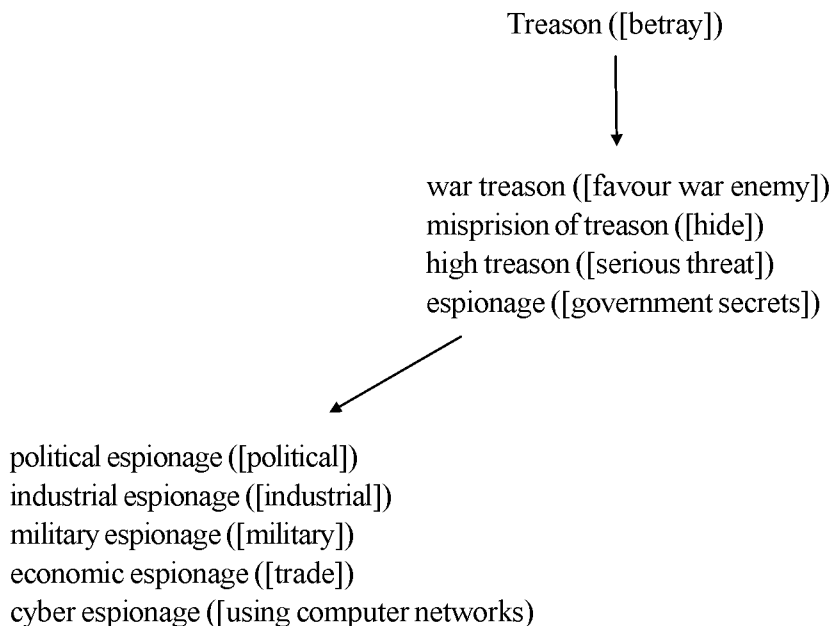 Treason ([betray])
war treason ([favour war enemy])
misprision of treason ([hide])
high treason ([serious threat])
espionage ([government secrets])
political espionage ([political])
industrial espionage ([industrial])
military espionage ([military])
economic espionage ([trade])
cyber espionage ([using computer networks)